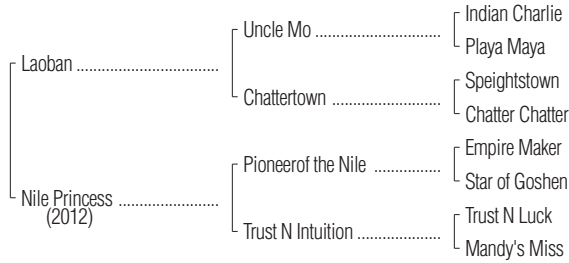 Indian Charlie
Uncle Mo
Playa Maya
Laoban
Speightstown
Chattertown
Chatter Chatter
Empire Maker
Pioneerof the Nile
Star of Goshen
Nile Princess
(2012)
Trust N Luck
Trust N Intuition
Mandy's Miss